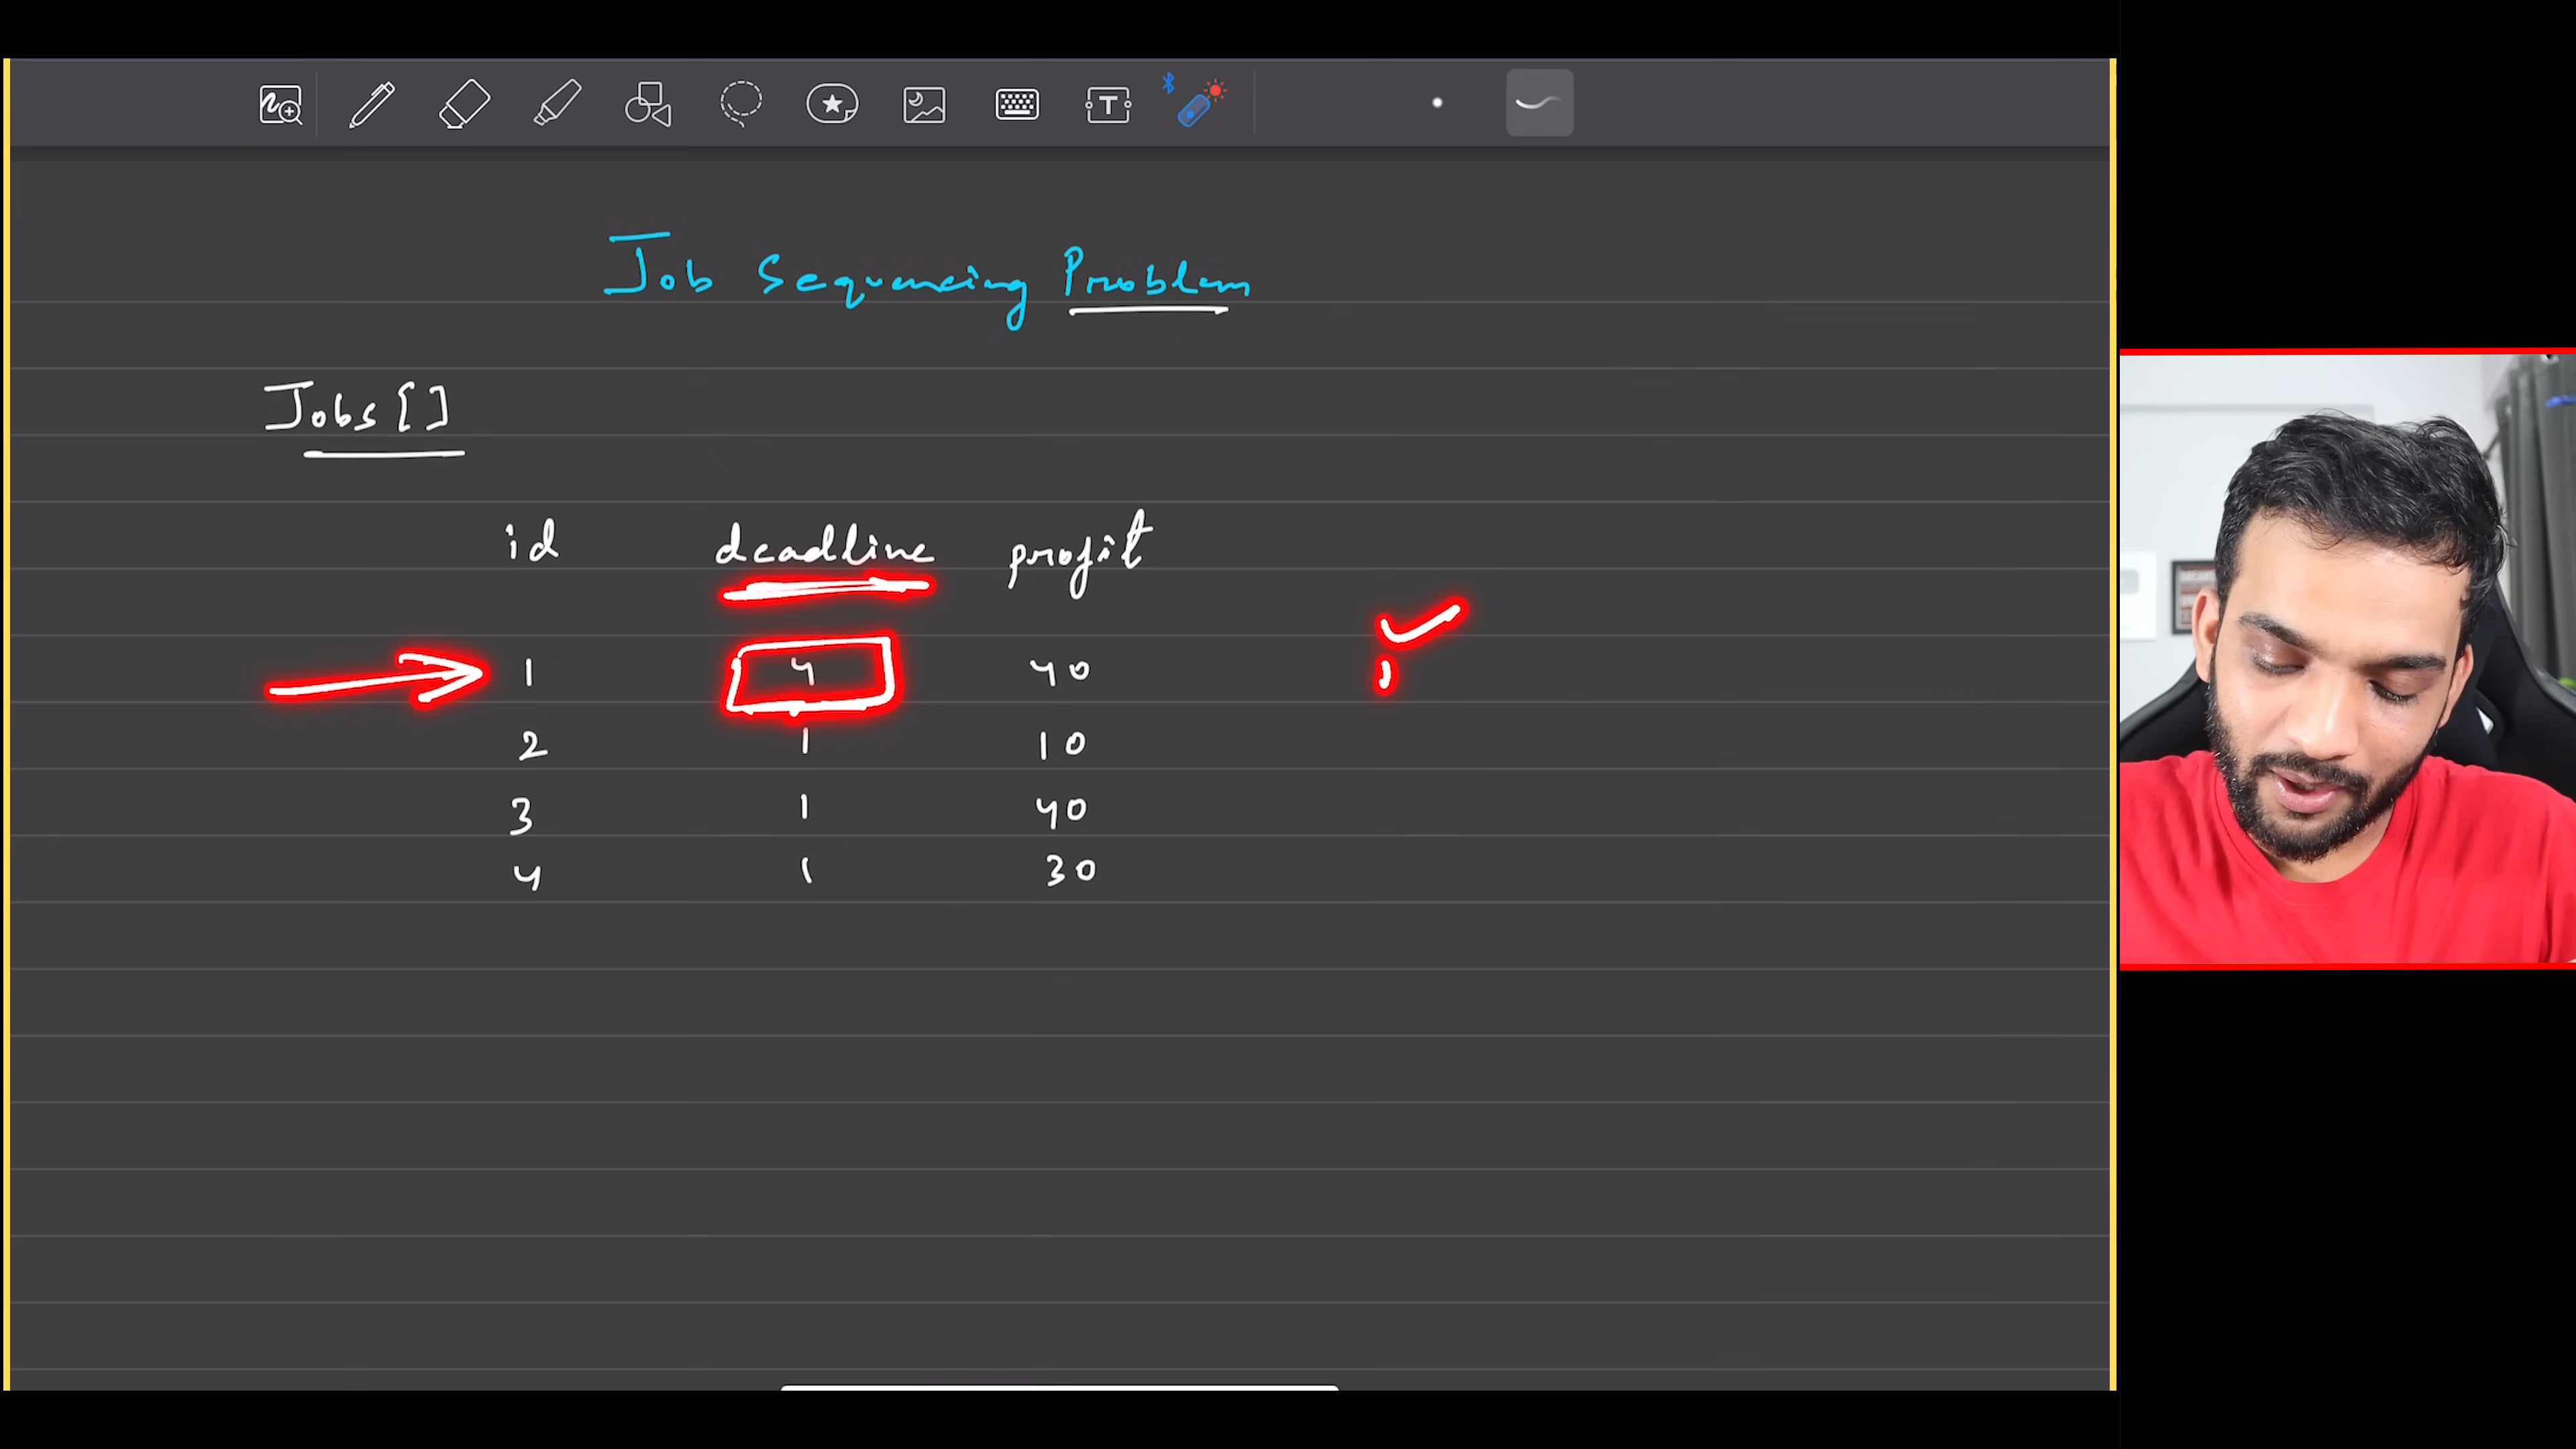 Job Sequencing Problem
Jobs[]
id deadline profit
1 4 40
2 1 10
3 1 40
4 1 30